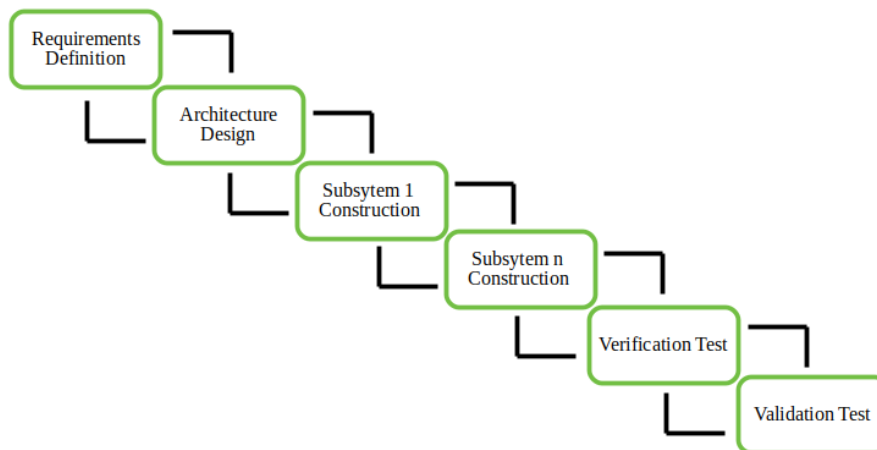 Requirements
Definition
Architecture
Design
Subsytem 1
Construction
Subsytem n
Construction
Verification Test
Validation Test